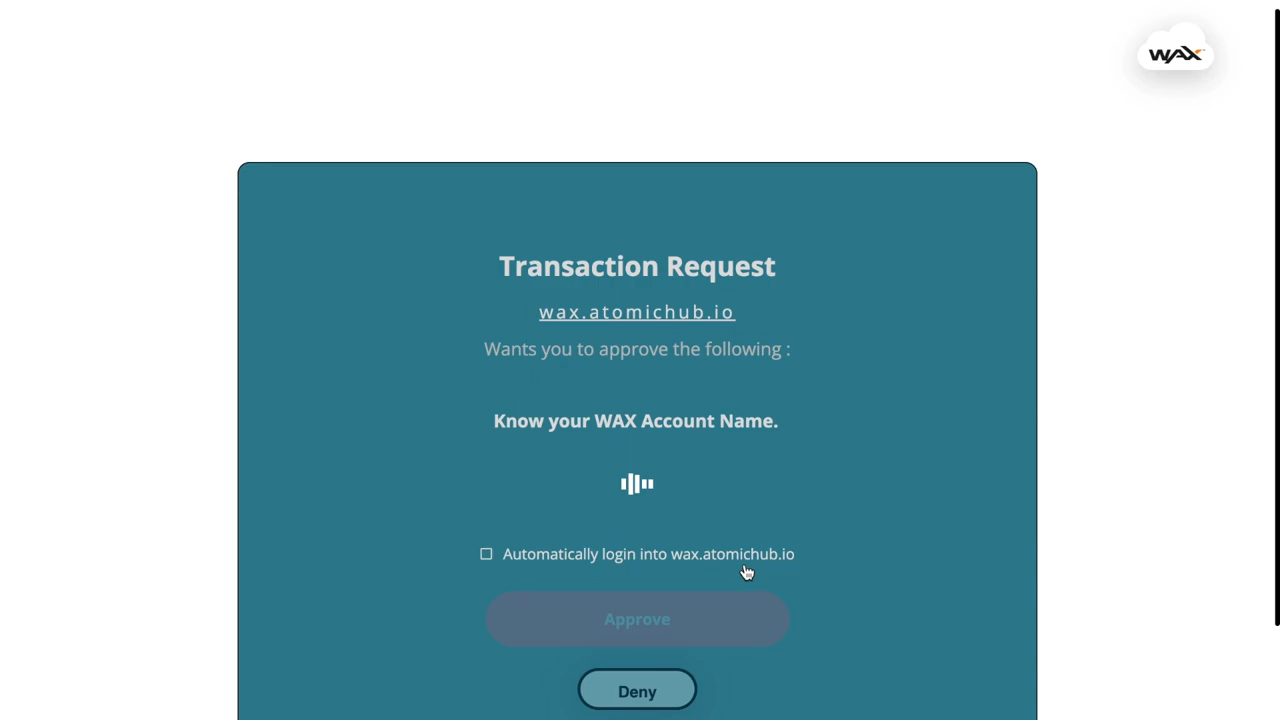 WAX
Transaction Request
wax.atomichub.io
Wants you to approve the following :
Know your WAX Account Name.
Automatically login into wax.atomichub.io
Approve
Deny